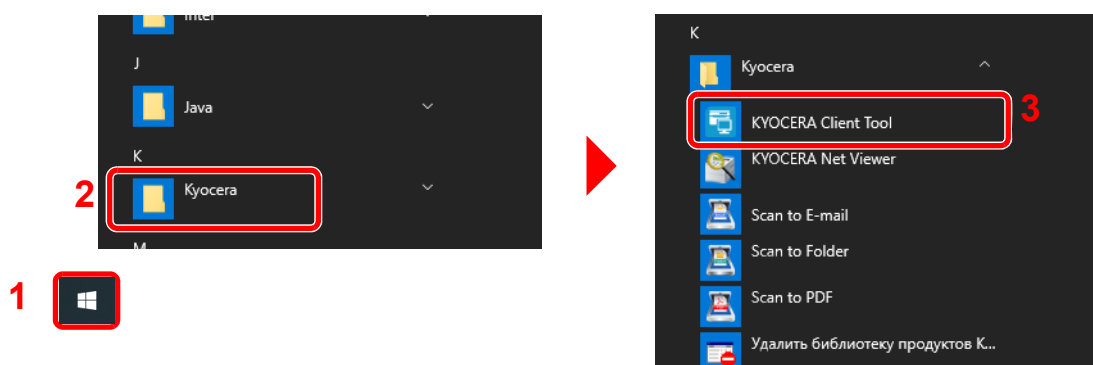 Inter
J
Java
K
2
Kyocera
M
1
K
Kyocera
KYOCERA Client Tool
3
KYOCERA Net Viewer
Scan to E-mail
Scan to Folder
Scan to PDF
Удалить библиотеку продуктов K...